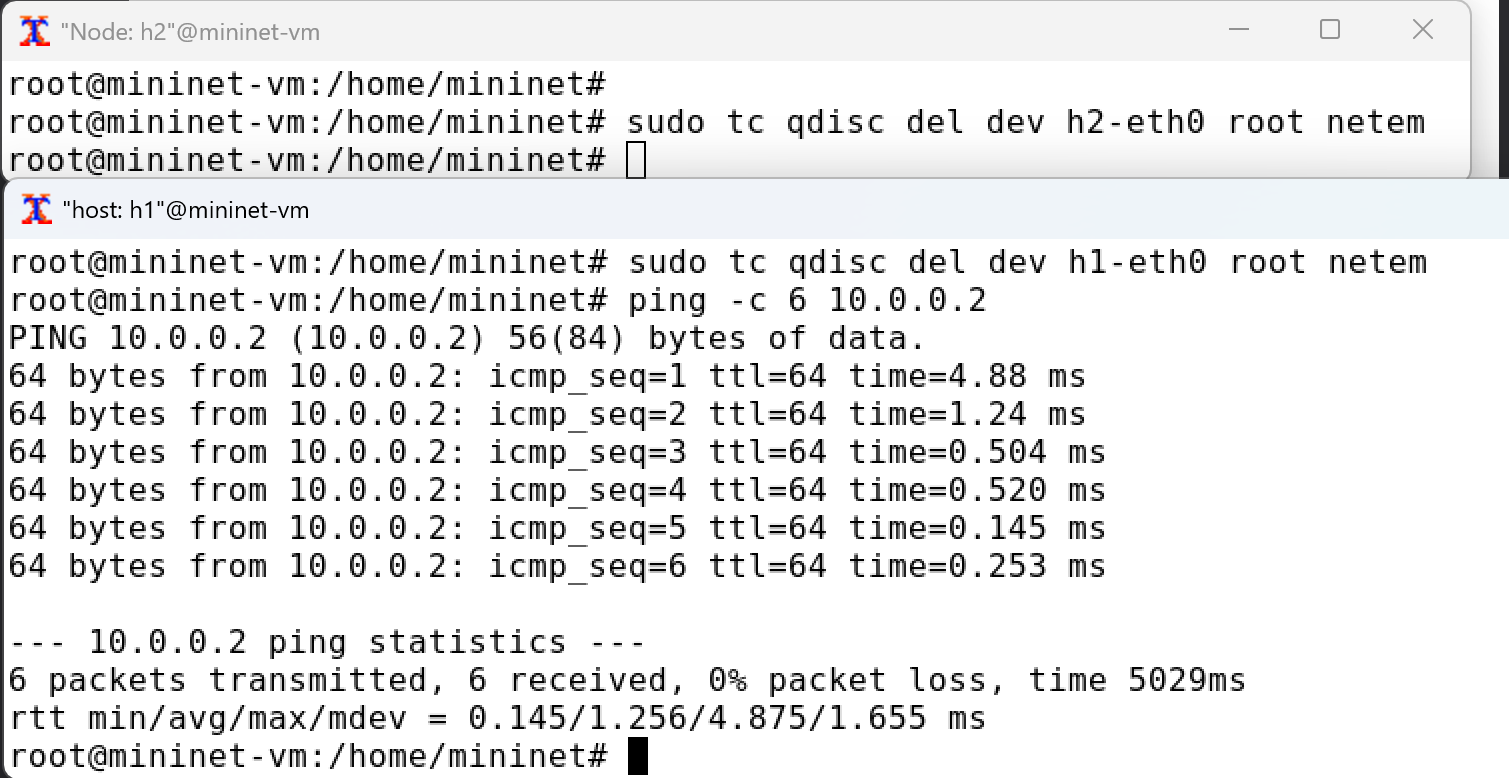 "Node: h2"@mininet-vm
root@mininet-vm:/home/mininet#
root@mininet-vm:/home/mininet# sudo tc qdisc del dev h2-eth0 root netem
root@mininet-vm:/home/mininet#
"host: h1"@mininet-vm
root@mininet-vm:/home/mininet# sudo tc qdisc del dev h1-eth0 root netem
root@mininet-vm:/home/mininet# ping -c 6 10.0.0.2
PING 10.0.0.2 (10.0.0.2) 56(84) bytes of data.
64 bytes from 10.0.0.2: icmp_seq=1 ttl=64 time=4.88 ms
64 bytes from 10.0.0.2: icmp_seq=2 ttl=64 time=1.24 ms
64 bytes from 10.0.0.2: icmp_seq=3 ttl=64 time=0.504 ms
64 bytes from 10.0.0.2: icmp_seq=4 ttl=64 time=0.520 ms
64 bytes from 10.0.0.2: icmp_seq=5 ttl=64 time=0.145 ms
64 bytes from 10.0.0.2: icmp_seq=6 ttl=64 time=0.253 ms
--- 10.0.0.2 ping statistics ---
6 packets transmitted, 6 received, 0% packet loss, time 5029ms
rtt min/avg/max/mdev = 0.145/1.256/4.875/1.655 ms
root@mininet-vm:/home/mininet#